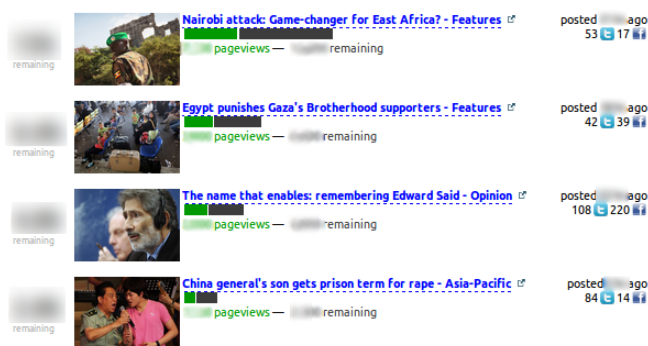 Nairobi attack: Game-changer for East Africa? - Features
posted ago
53 17
pageviews — remaining
remaining
Egypt punishes Gaza's Brotherhood supporters - Features
posted ago
42 39
pageviews — remaining
remaining
The name that enables: remembering Edward Said - Opinion
posted ago
108 220
pageviews — remaining
remaining
China general's son gets prison term for rape - Asia-Pacific
posted ago
84 14
pageviews — remaining
remaining